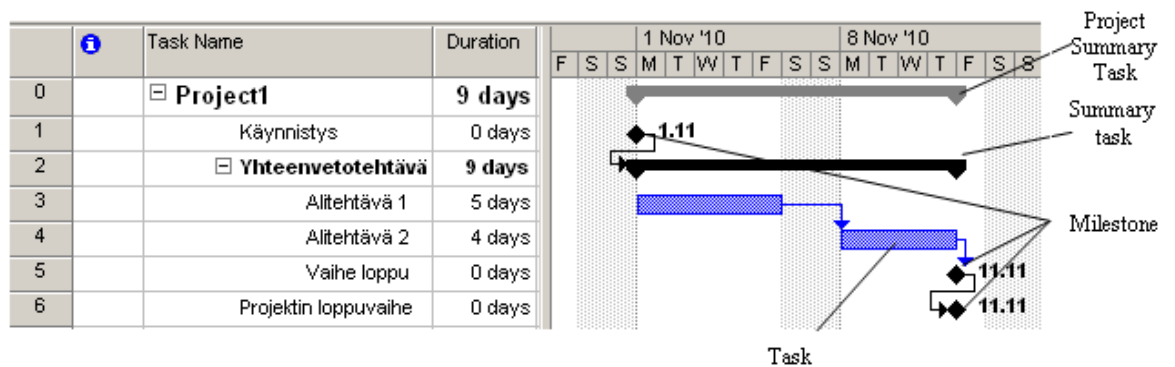 Project
Summary
Task
Task Name Duration 1 Nov '10 8 Nov '10
F S S M T W T F S S M T W T F S S
0 Project1 9 days
Summary
task
1 Käynnistys 0 days 1.11
2 Yhteenvetotehtävä 9 days
3 Alitehtävä 1 5 days
Milestone
4 Alitehtävä 2 4 days
5 Vaihe loppu 0 days 11.11
6 Projektin loppuvaihe 0 days 11.11
Task